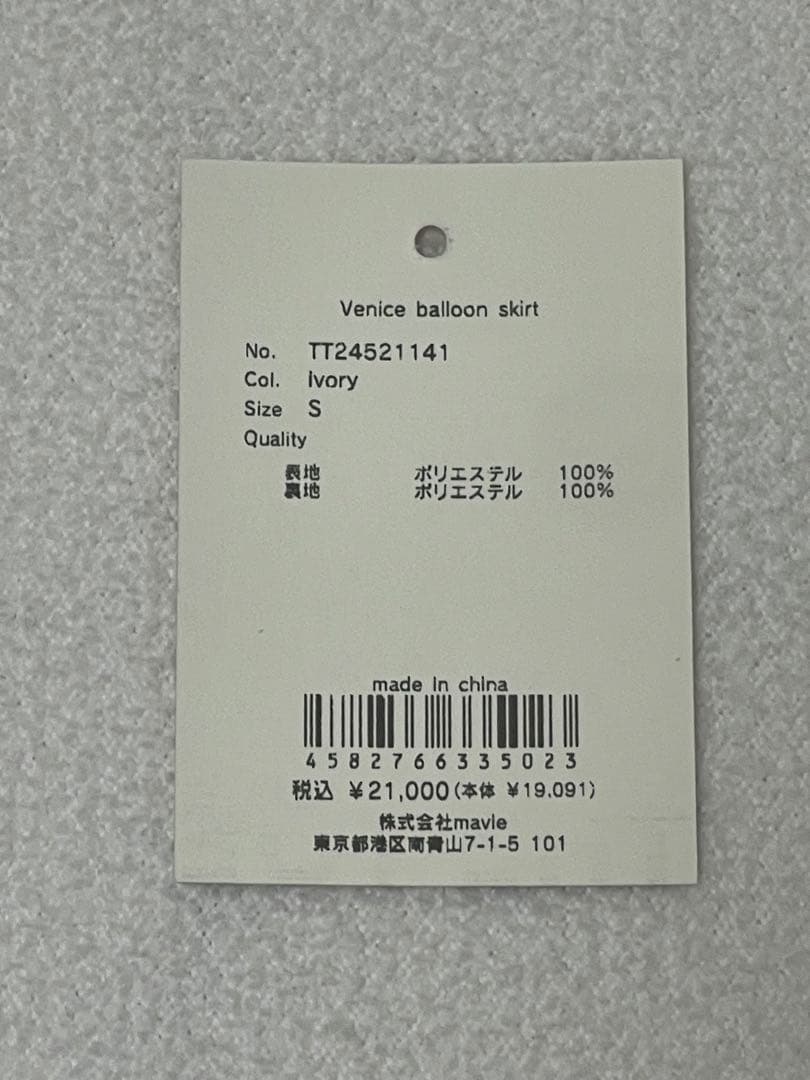 Venice balloon skirt
No. TT24521141
Col. ivory
Size S
Quality
表地 ポリエステル 100%
裏地 ポリエステル 100%
made in china
4582766335023
税込 ¥21,000(本体 ¥19,091)
株式会社mavie
東京都港区南青山7-1-5 101